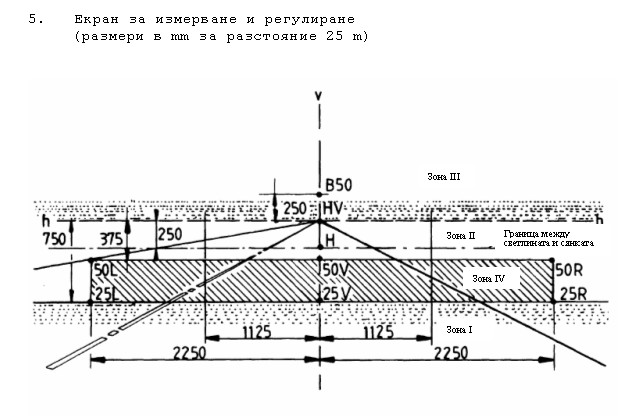 5. Екран за измерване и регулиране
(размери в mm за разстояние 25 m)
v
B50
Зона III
250
HV
h
h
750
375
250
H
Зона II
Граница между
светлината и сянката
50L
50V
50R
Зона IV
25L
25V
25R
Зона I
1125
1125
2250
2250